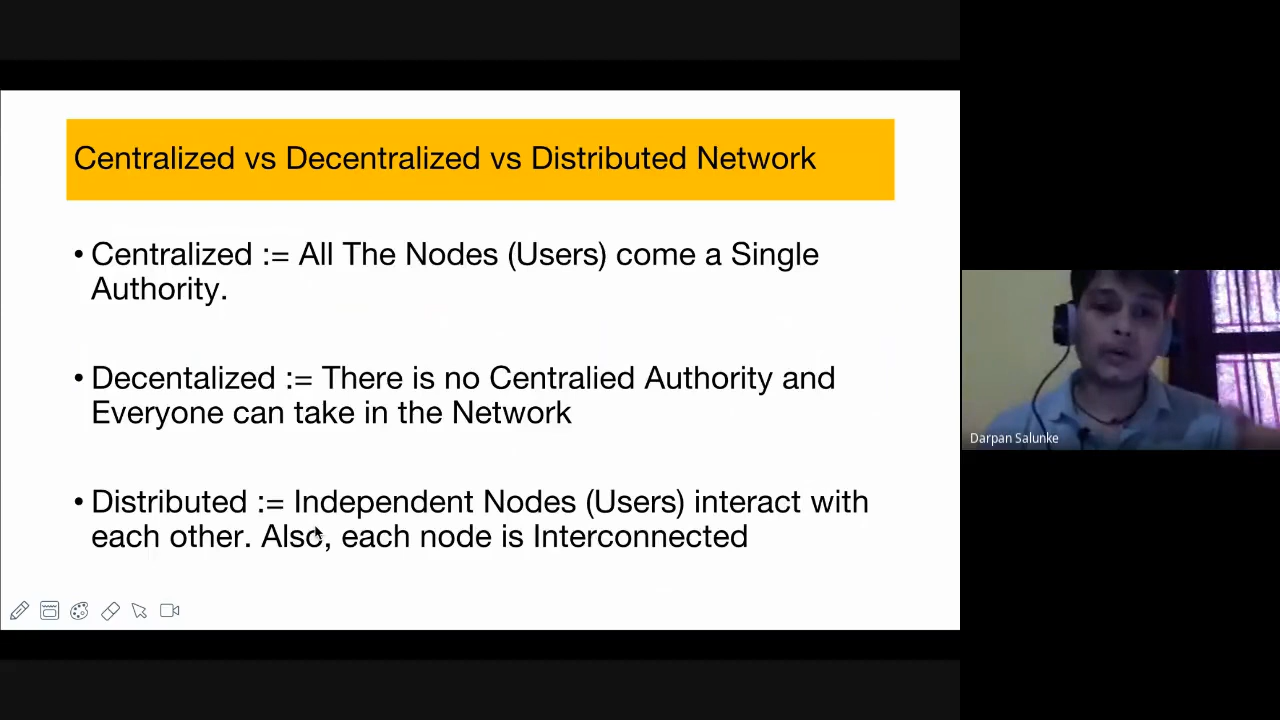 Centralized vs Decentralized vs Distributed Network
• Centralized := All The Nodes (Users) come a Single
Authority.
• Decentalized := There is no Centralied Authority and
Everyone can take in the Network
• Distributed := Independent Nodes (Users) interact with
each other. Also, each node is Interconnected
Darpan Salunke